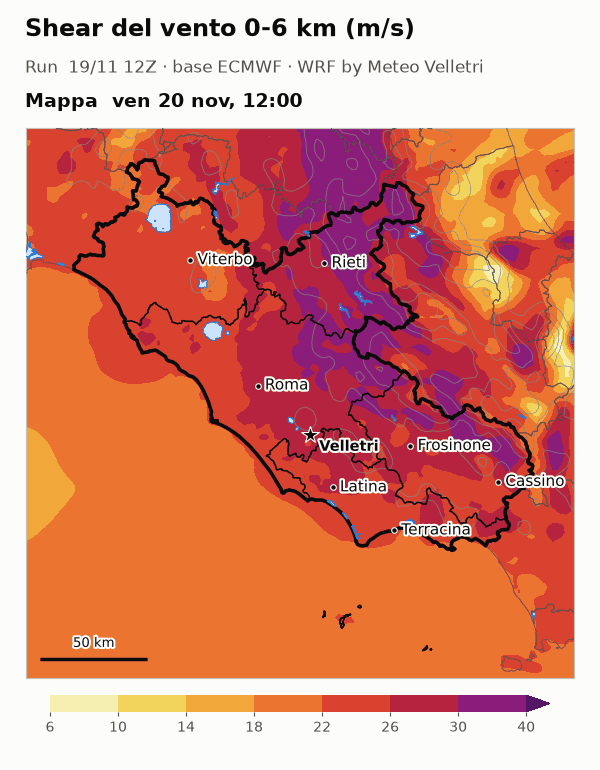 Shear del vento 0-6 km (m/s)
Run  19/11 12Z · base ECMWF · WRF by Meteo Velletri
Mappa  ven 20 nov, 12:00
Viterbo
Rieti
Roma
Velletri
Frosinone
Cassino
Latina
Terracina
50 km
6 10 14 18 22 26 30 40